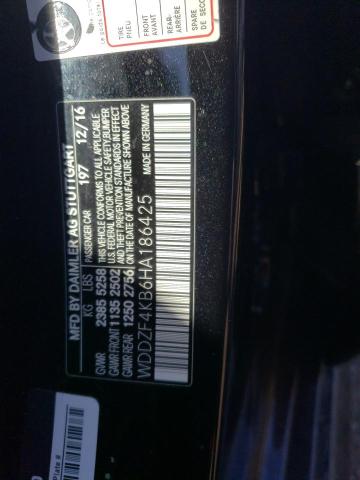 MFD BY DAIMLER AG STUTTGART
PASSENGER CAR 197 12/16
KG LBS
GVWR 2385 5258
GAWR FRONT 1135 2502
GAWR REAR 1250 2756
THIS VEHICLE CONFORMS TO ALL APPLICABLE
U.S. FEDERAL MOTOR VEHICLE SAFETY, BUMPER
AND THEFT PREVENTION STANDARDS IN EFFECT
ON THE DATE OF MANUFACTURE SHOWN ABOVE
MADE IN GERMANY
WDDZF4KB6HA186425
TIRE
PNEU
FRONT
AVANT
REAR
ARRIÈRE
SPARE
DE SECO
Plate #